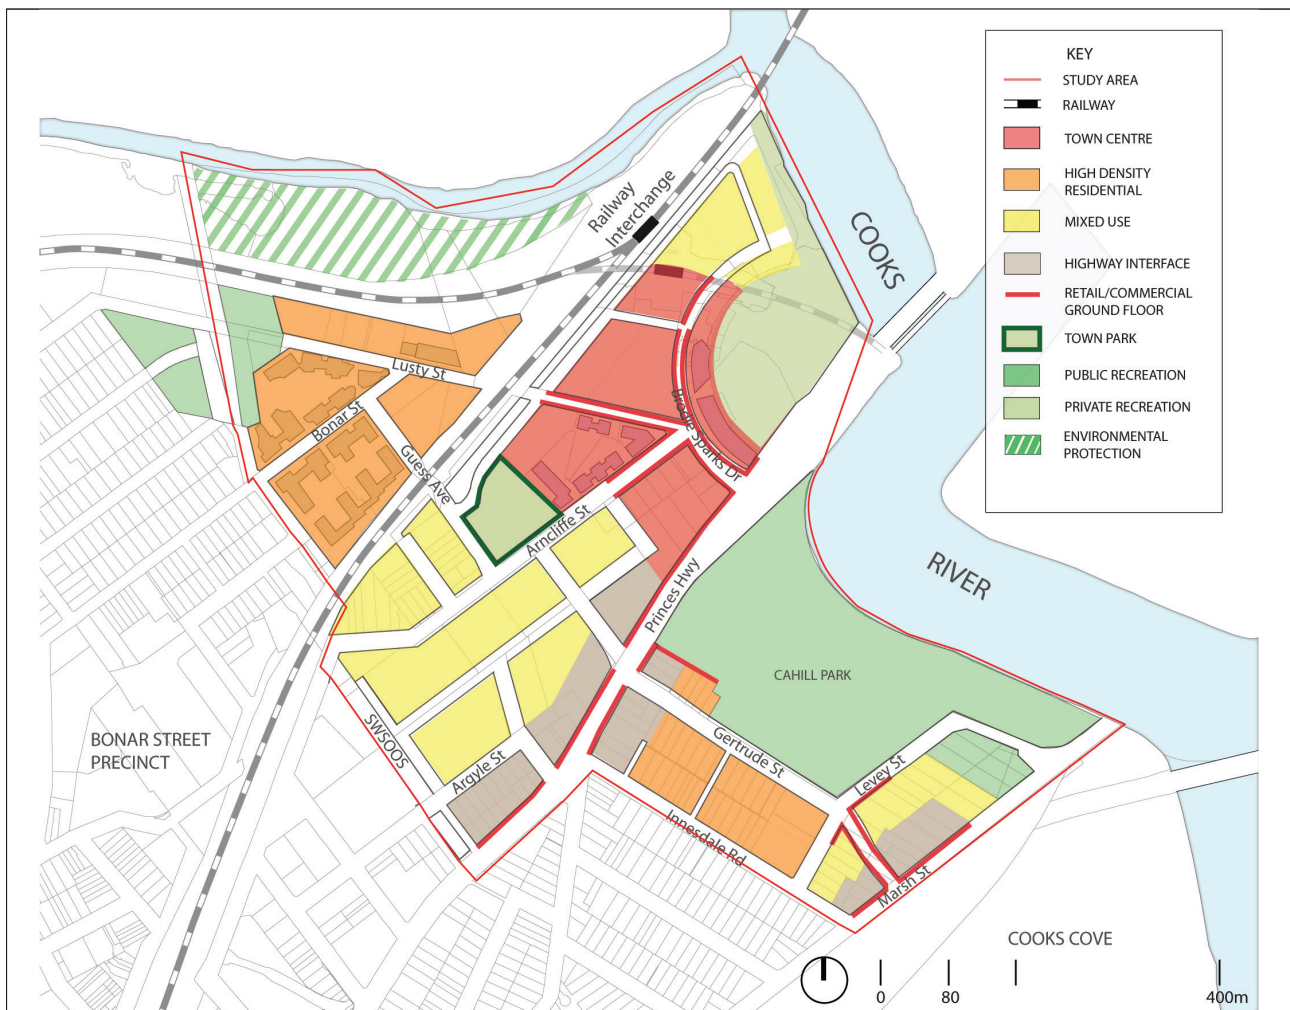 KEY
STUDY AREA
RAILWAY
TOWN CENTRE
HIGH DENSITY
RESIDENTIAL
MIXED USE
HIGHWAY INTERFACE
RETAIL/COMMERCIAL
GROUND FLOOR
TOWN PARK
PUBLIC RECREATION
PRIVATE RECREATION
ENVIRONMENTAL
PROTECTION
Railway
Interchange
COOKS
RIVER
Lusty St
Bonar St
Guess Ave
Brodie Sparks Dr
Arncliffe St
Princes Hwy
CAHILL PARK
BONAR STREET
PRECINCT
SWSOOS
Argyle St
Gertrude St
Levey St
Innesdale Rd
Marsh St
COOKS COVE
0
80
400m